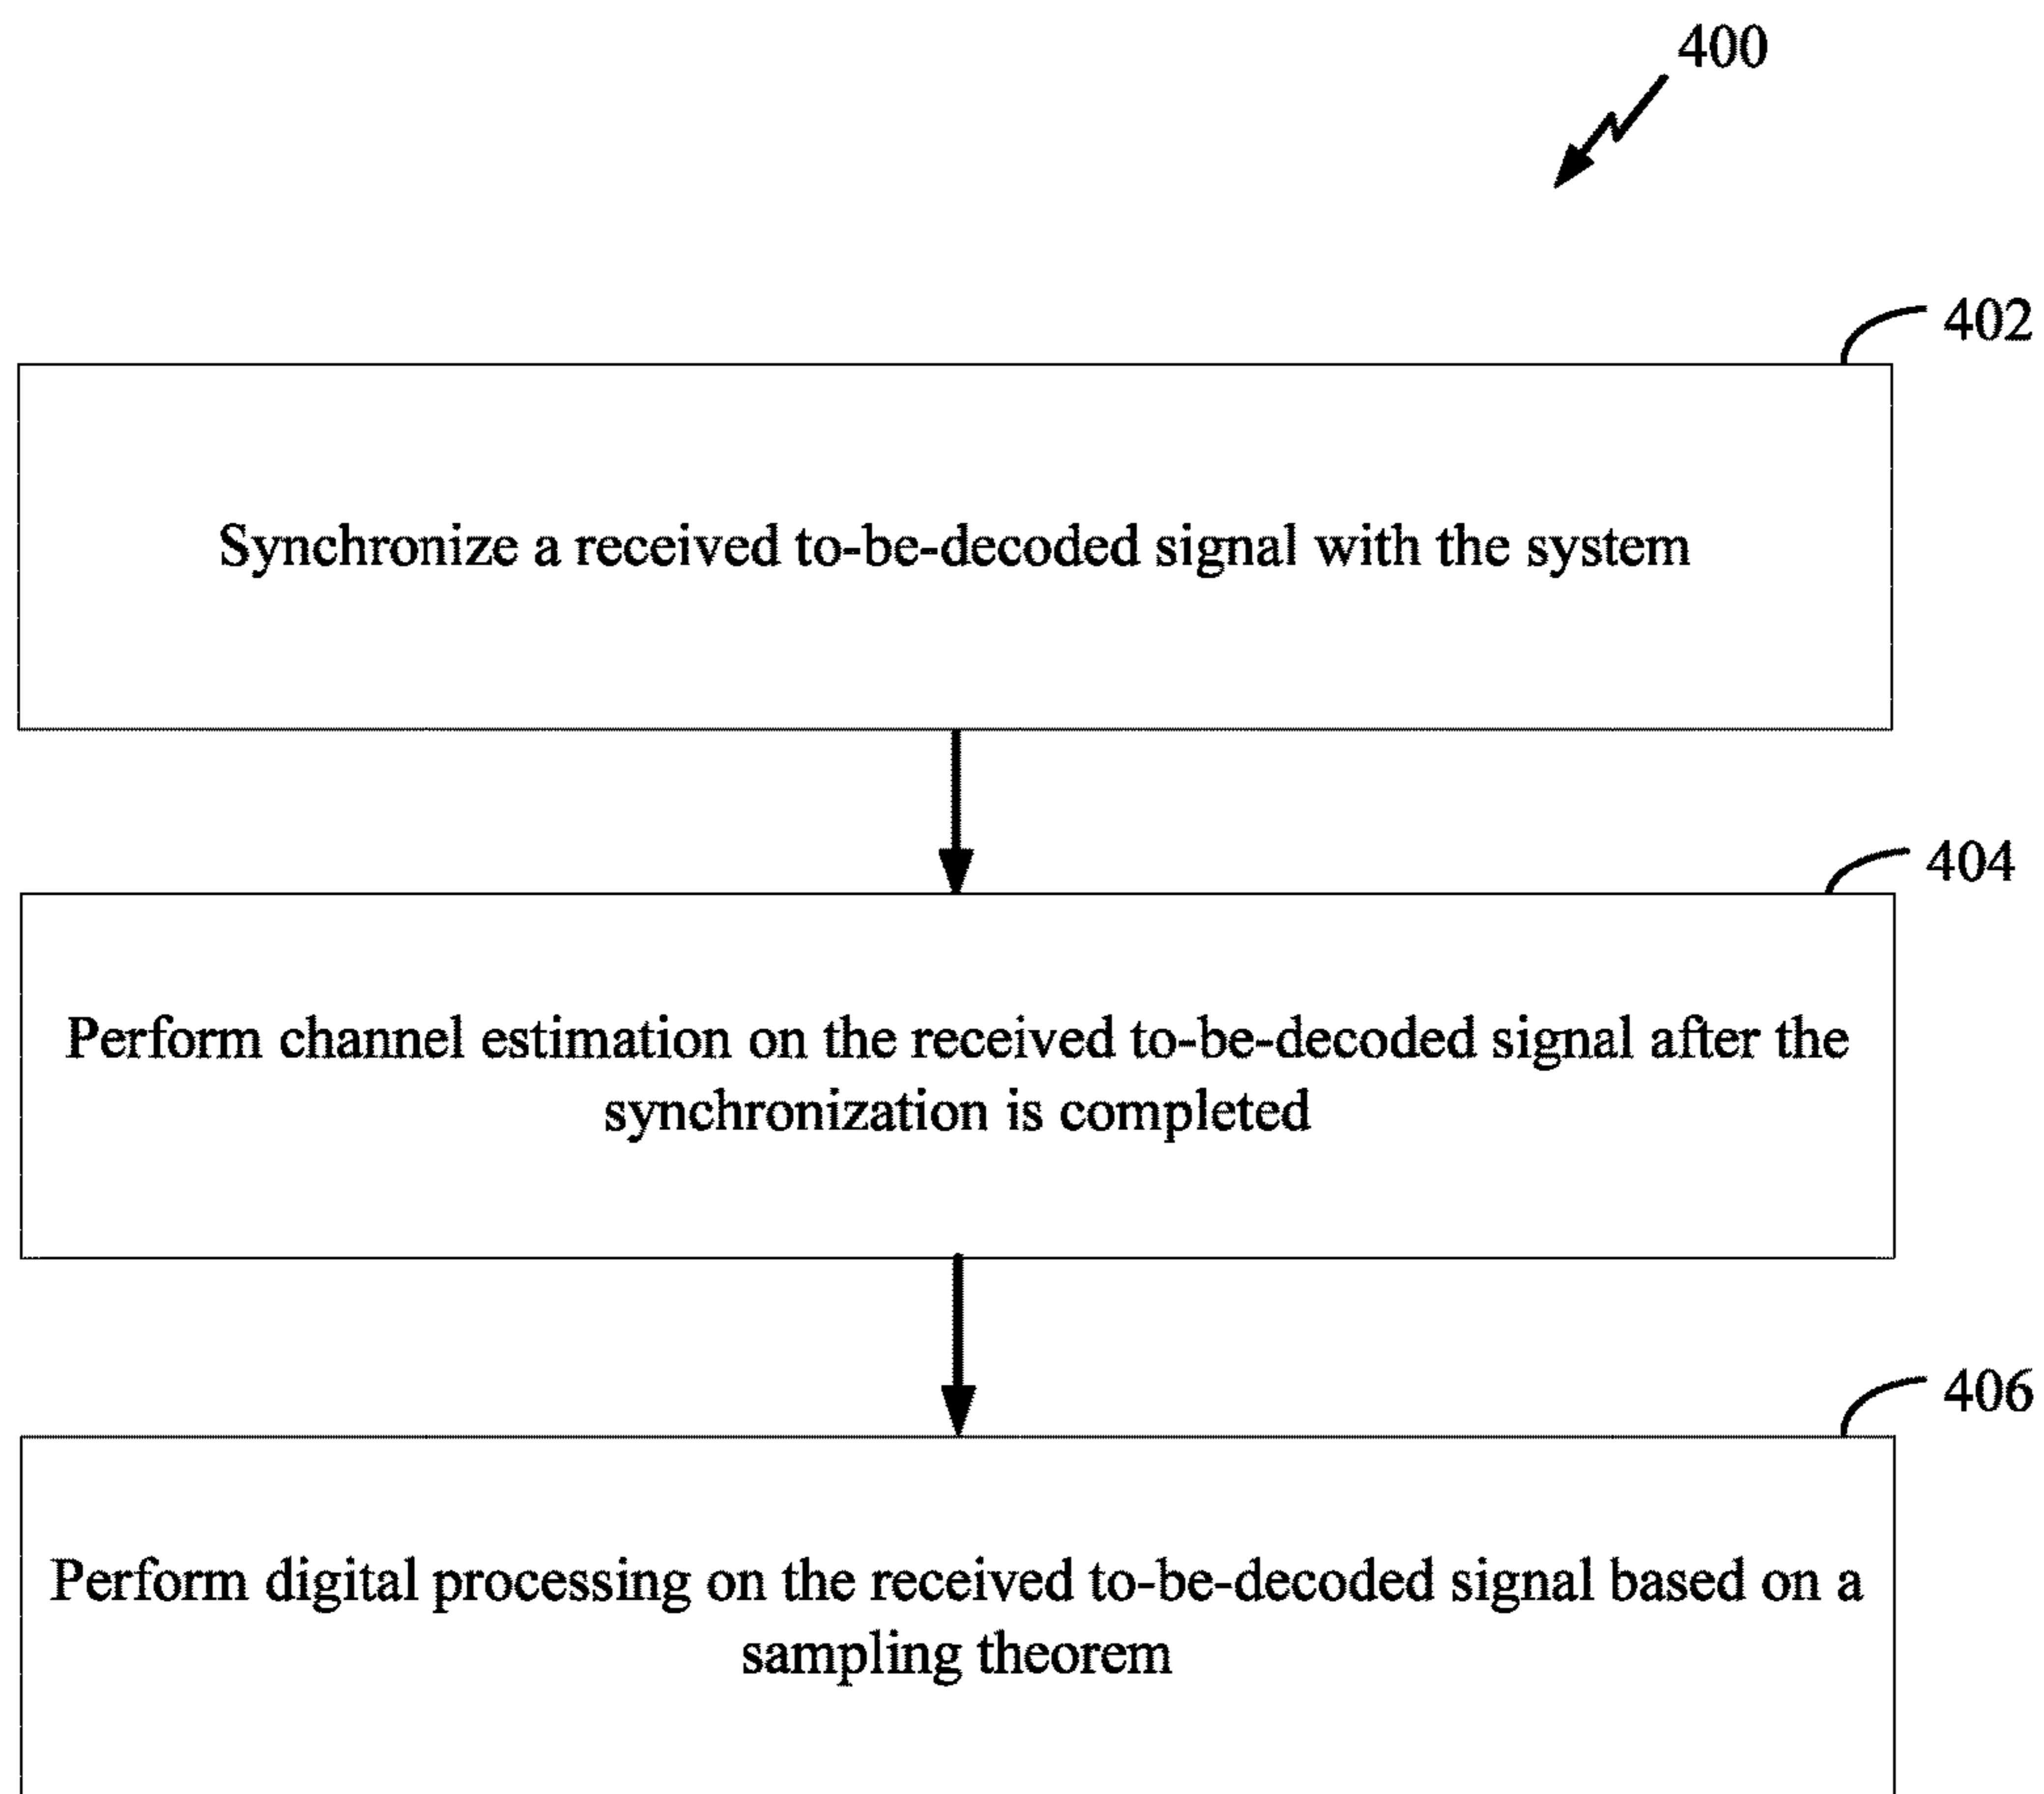 400
402
Synchronize a received to-be-decoded signal with the system
404
Perform channel estimation on the received to-be-decoded signal after the
synchronization is completed
406
Perform digital processing on the received to-be-decoded signal based on a
sampling theorem